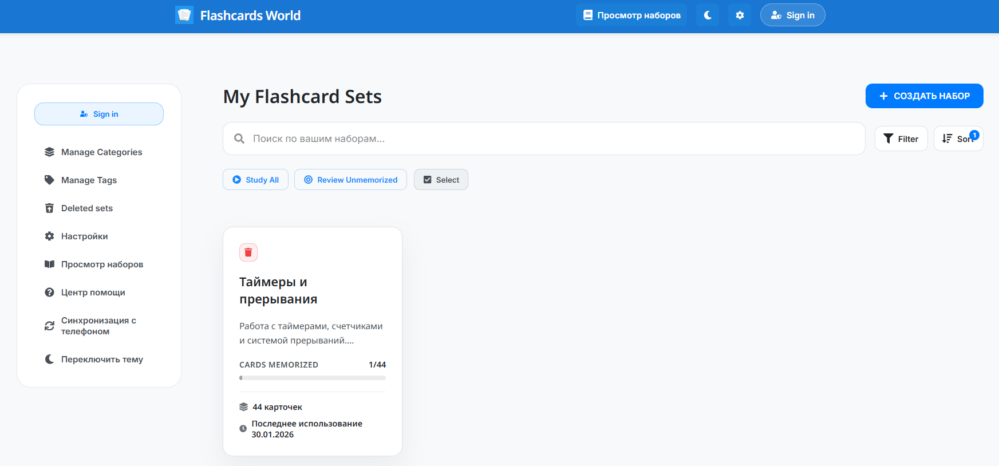 Flashcards World
Просмотр наборов
Sign in
Sign in
Manage Categories
Manage Tags
Deleted sets
Настройки
Просмотр наборов
Центр помощи
Синхронизация с
телефоном
Переключить тему
My Flashcard Sets
СОЗДАТЬ НАБОР
Поиск по вашим наборам...
Filter
Sort
1
Study All
Review Unmemorized
Select
Таймеры и
прерывания
Работа с таймерами, счетчиками
и системой прерываний....
CARDS MEMORIZED 1/44
44 карточек
Последнее использование
30.01.2026